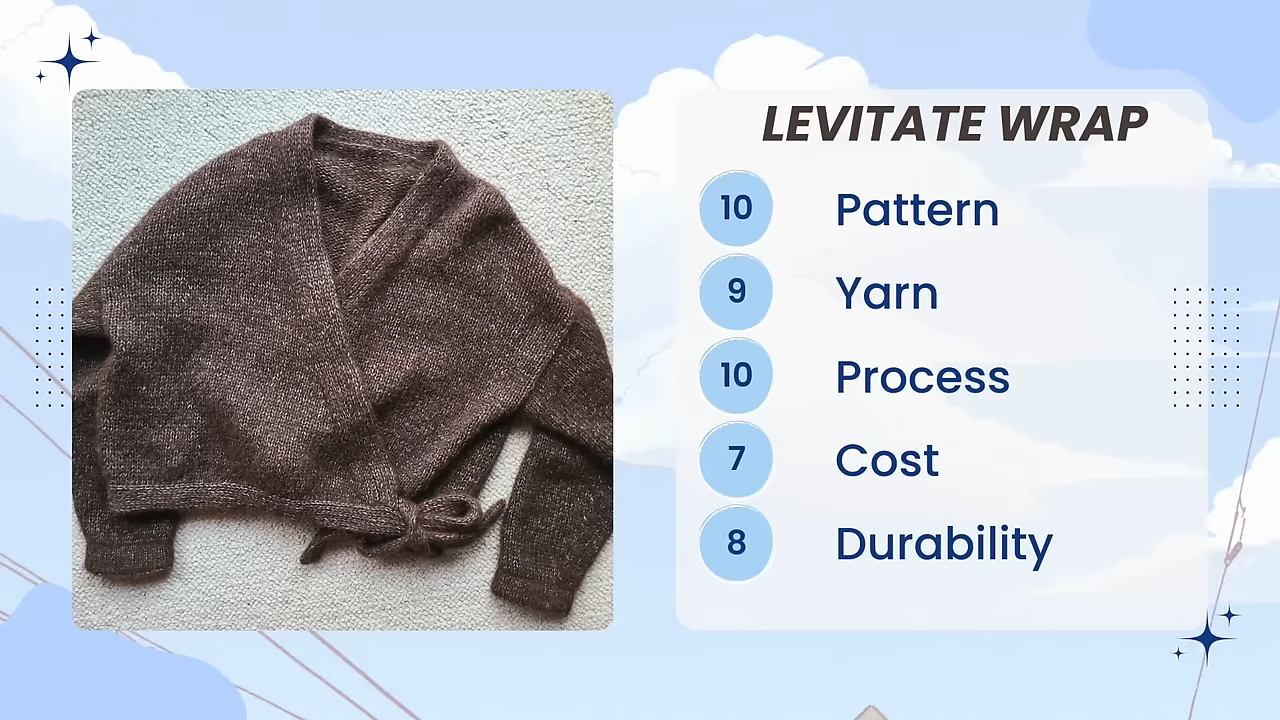 LEVITATE WRAP
10 Pattern
9 Yarn
10 Process
7 Cost
8 Durability